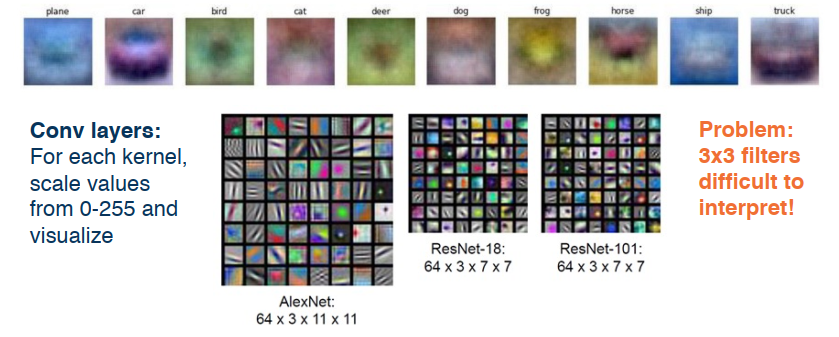 plane car bird cat deer dog frog horse ship truck
Conv layers:
For each kernel,
scale values
from 0-255 and
visualize
AlexNet:
64 x 3 x 11 x 11
ResNet-18:
64 x 3 x 7 x 7
ResNet-101:
64 x 3 x 7 x 7
Problem:
3x3 filters
difficult to
interpret!